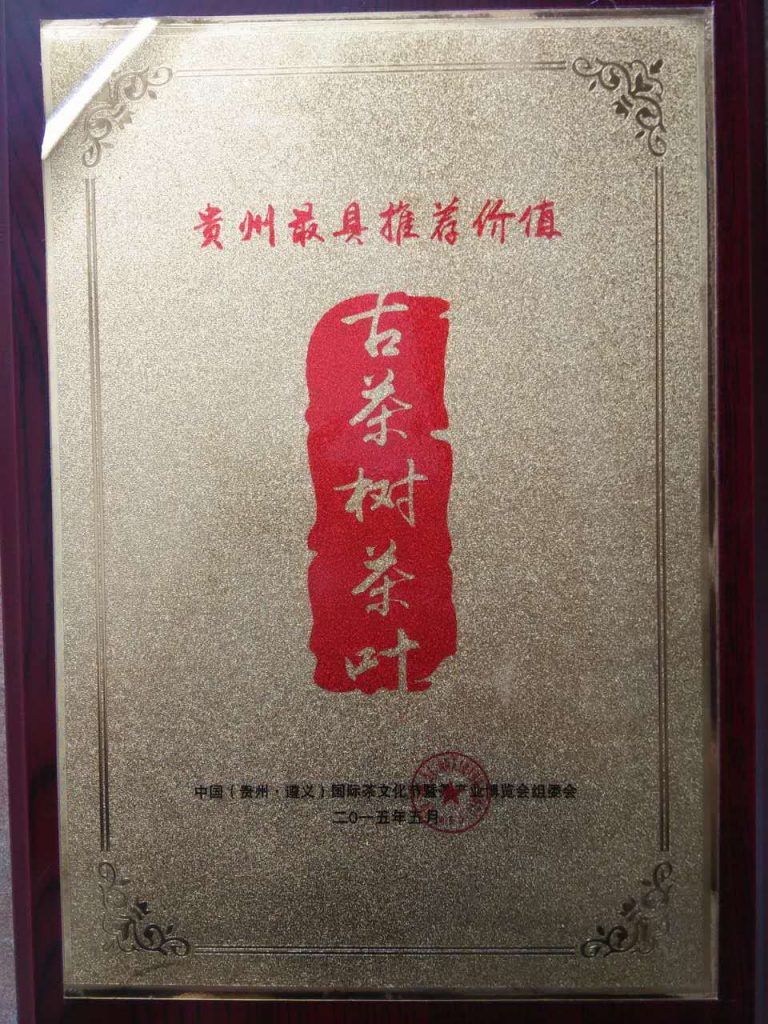 贵州最具推荐价值
古茶树茶叶
中国（贵州·遵义）国际茶文化节暨茶产业博览会组委会
二〇一五年五月